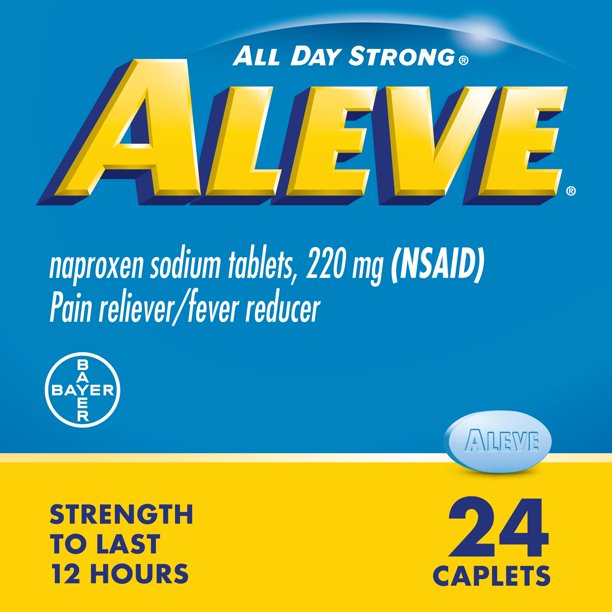 ALL DAY STRONG®
ALEVE®
naproxen sodium tablets, 220 mg (NSAID)
Pain reliever/fever reducer
BAYER
BAYER
ALEVE
STRENGTH
TO LAST
12 HOURS
24
CAPLETS